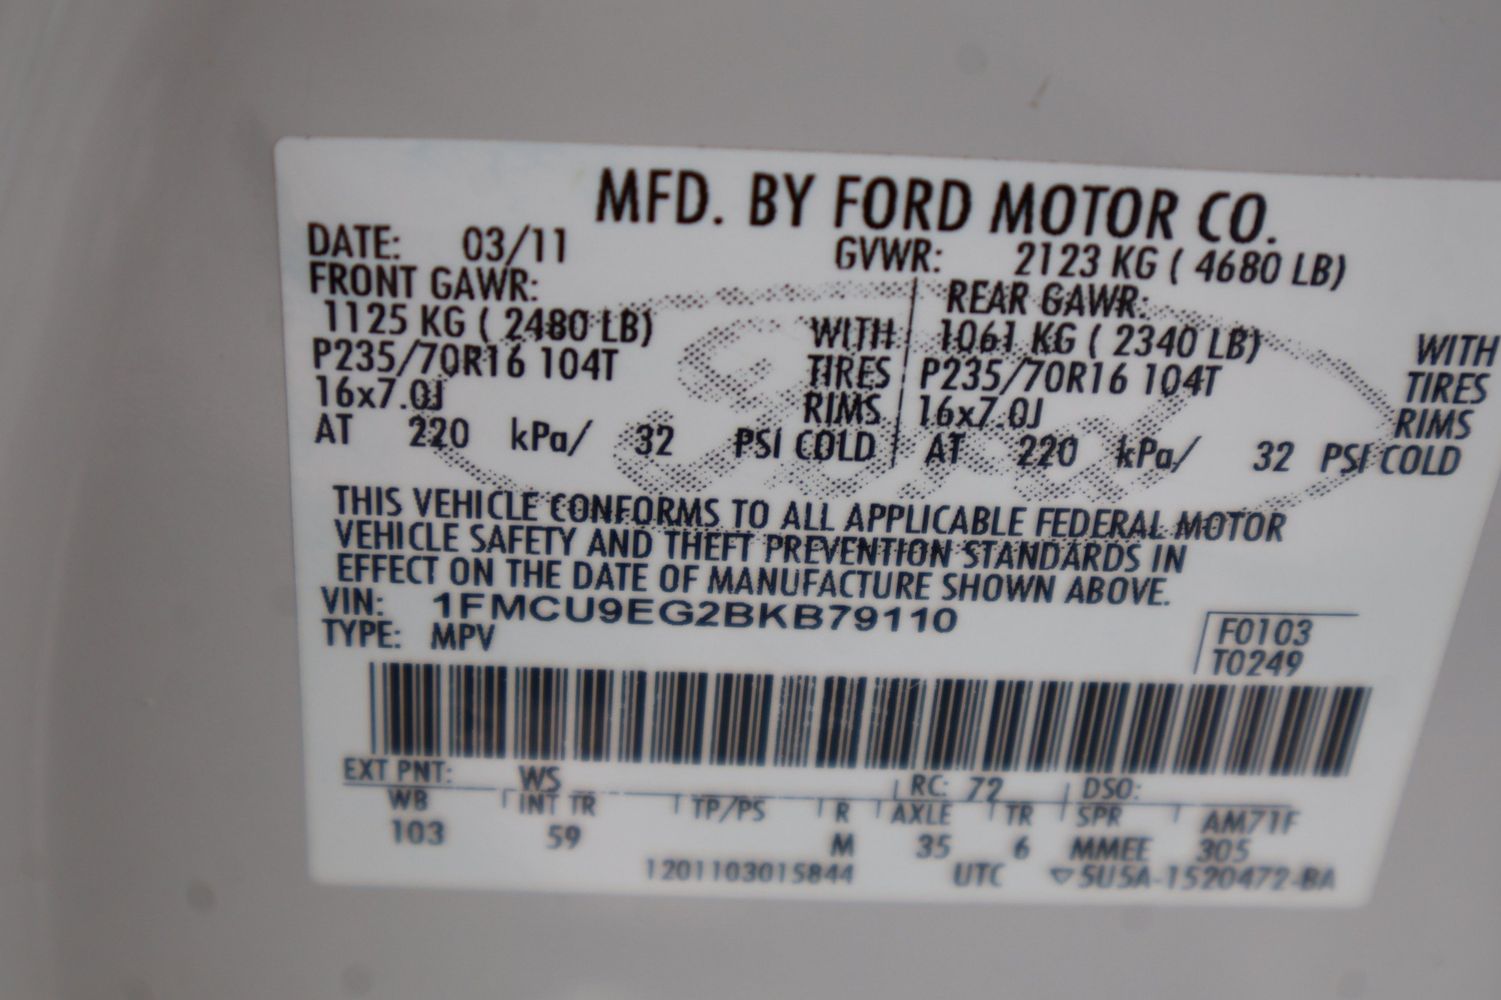 MFD. BY FORD MOTOR CO.
DATE: 03/11 GVWR: 2123 KG ( 4680 LB)
FRONT GAWR: REAR GAWR:
1125 KG ( 2480 LB) WITH 1061 KG ( 2340 LB) WITH
P235/70R16 104T TIRES P235/70R16 104T TIRES
16x7.0J RIMS 16x7.0J RIMS
AT 220 kPa/ 32 PSI COLD AT 220 kPa/ 32 PSI COLD
Ford
THIS VEHICLE CONFORMS TO ALL APPLICABLE FEDERAL MOTOR
VEHICLE SAFETY AND THEFT PREVENTION STANDARDS IN
EFFECT ON THE DATE OF MANUFACTURE SHOWN ABOVE.
VIN: 1FMCU9EG2BKB79110 F0103
TYPE: MPV T0249
EXT PNT: WS RC: 72 DSO:
WB INT TR TP/PS R AXLE TR SPR AM71F
103 59 M 35 6 MMEE 305
1201103015844 UTC ▽5U5A-1520472-BA